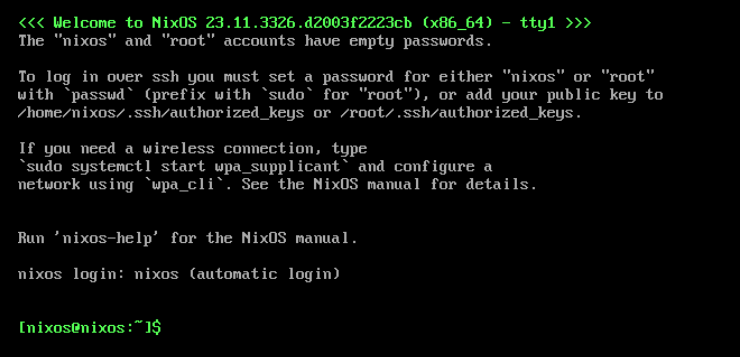 <<< Welcome to NixOS 23.11.3326.d2003f2223cb (x86_64) - tty1 >>>
The "nixos" and "root" accounts have empty passwords.
To log in over ssh you must set a password for either "nixos" or "root"
with `passwd` (prefix with `sudo` for "root"), or add your public key to
/home/nixos/.ssh/authorized_keys or /root/.ssh/authorized_keys.
If you need a wireless connection, type
`sudo systemctl start wpa_supplicant` and configure a
network using `wpa_cli`. See the NixOS manual for details.
Run 'nixos-help' for the NixOS manual.
nixos login: nixos (automatic login)
[nixos@nixos:~]$